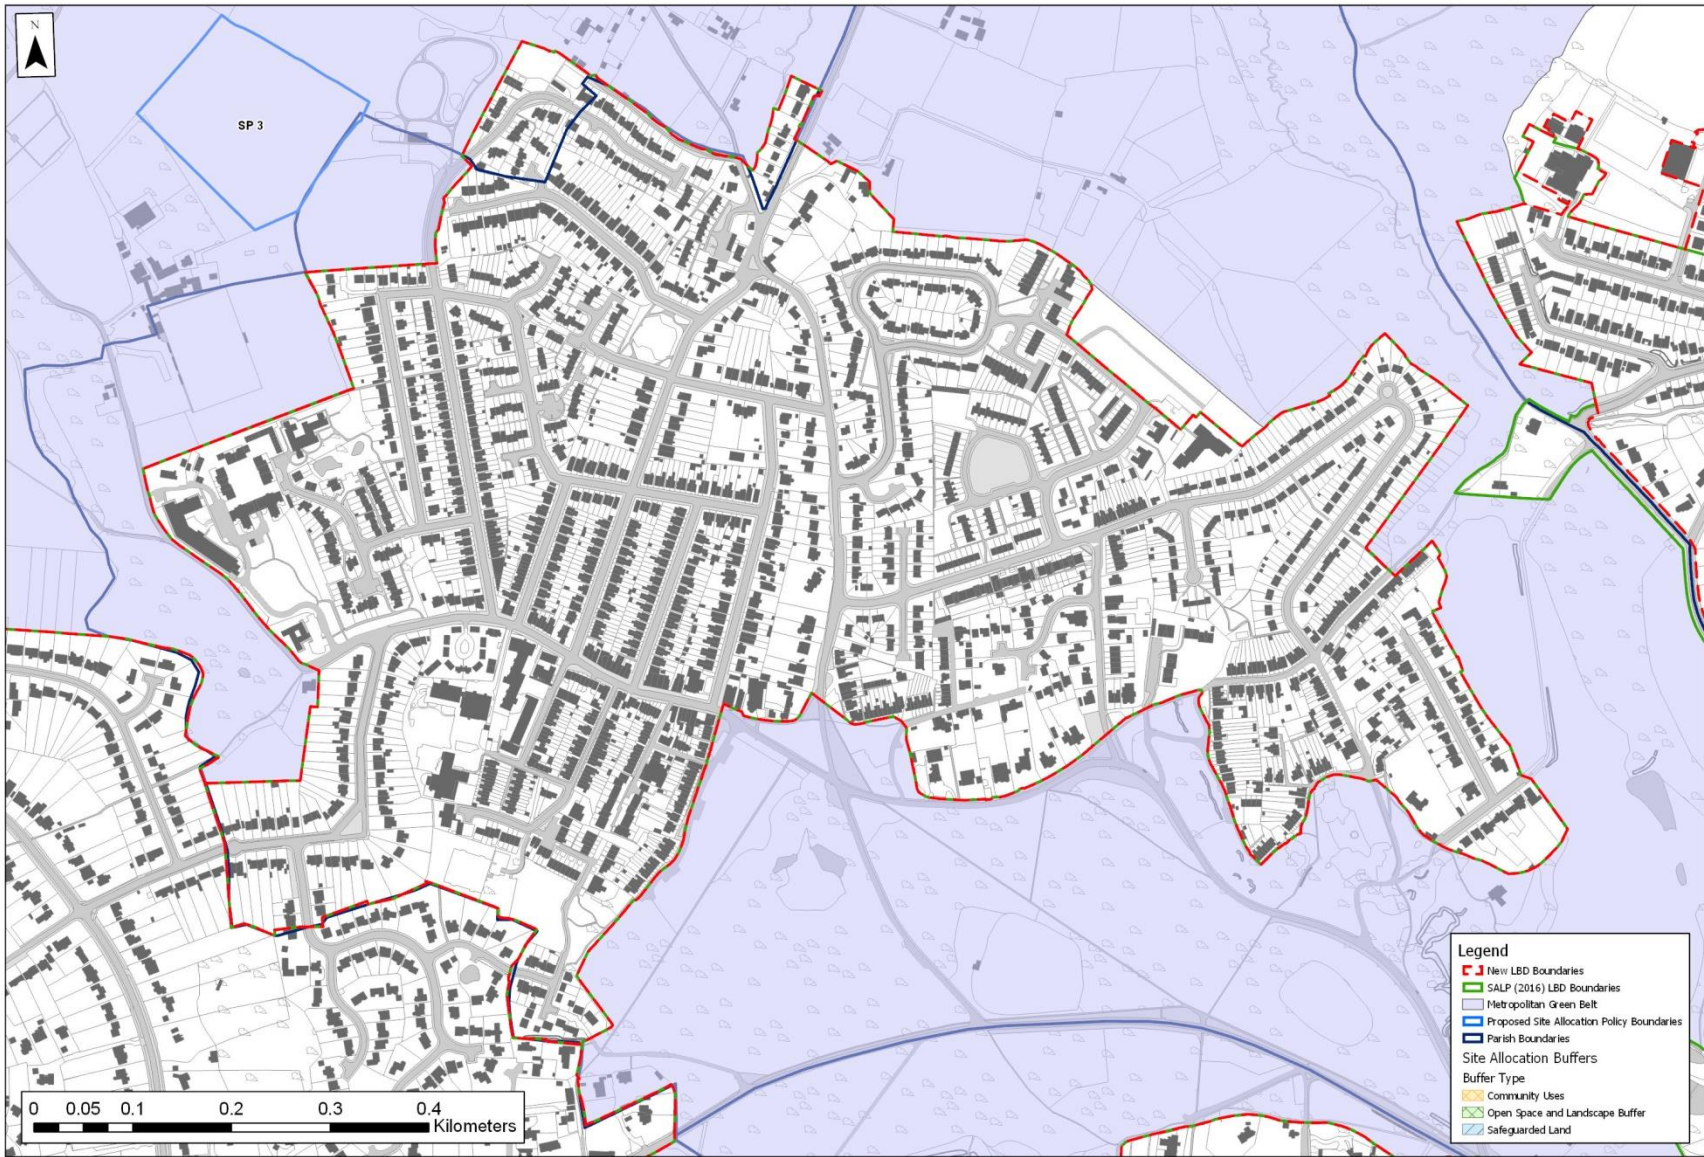 N
SP 3
Legend
New LBD Boundaries
SALP (2016) LBD Boundaries
Metropolitan Green Belt
Proposed Site Allocation Policy Boundaries
Parish Boundaries
Site Allocation Buffers
Buffer Type
Community Uses
Open Space and Landscape Buffer
Safeguarded Land
0 0.05 0.1 0.2 0.3 0.4
Kilometers